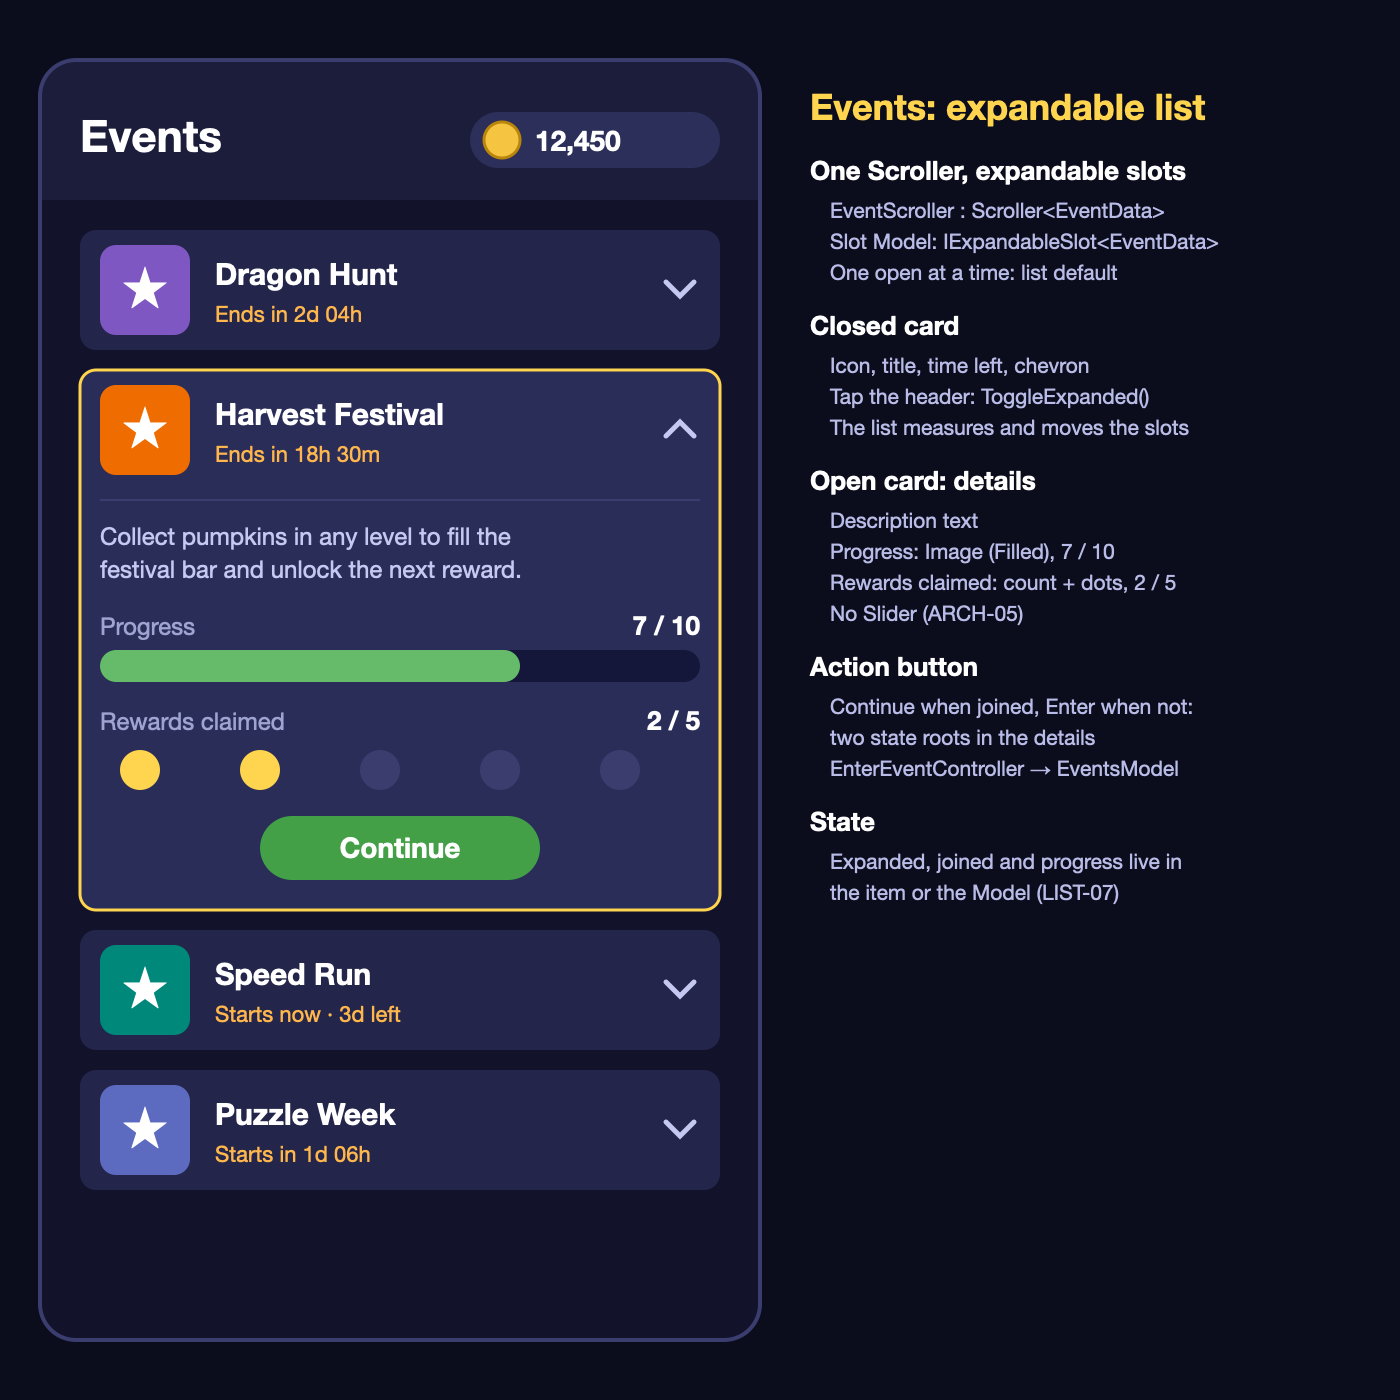 Events
12,450
Dragon Hunt
Ends in 2d 04h
Harvest Festival
Ends in 18h 30m
Collect pumpkins in any level to fill the
festival bar and unlock the next reward.
Progress
7 / 10
Rewards claimed
2 / 5
Continue
Speed Run
Starts now · 3d left
Puzzle Week
Starts in 1d 06h
Events: expandable list
One Scroller, expandable slots
EventScroller : Scroller<EventData>
Slot Model: IExpandableSlot<EventData>
One open at a time: list default
Closed card
Icon, title, time left, chevron
Tap the header: ToggleExpanded()
The list measures and moves the slots
Open card: details
Description text
Progress: Image (Filled), 7 / 10
Rewards claimed: count + dots, 2 / 5
No Slider (ARCH-05)
Action button
Continue when joined, Enter when not:
two state roots in the details
EnterEventController → EventsModel
State
Expanded, joined and progress live in
the item or the Model (LIST-07)